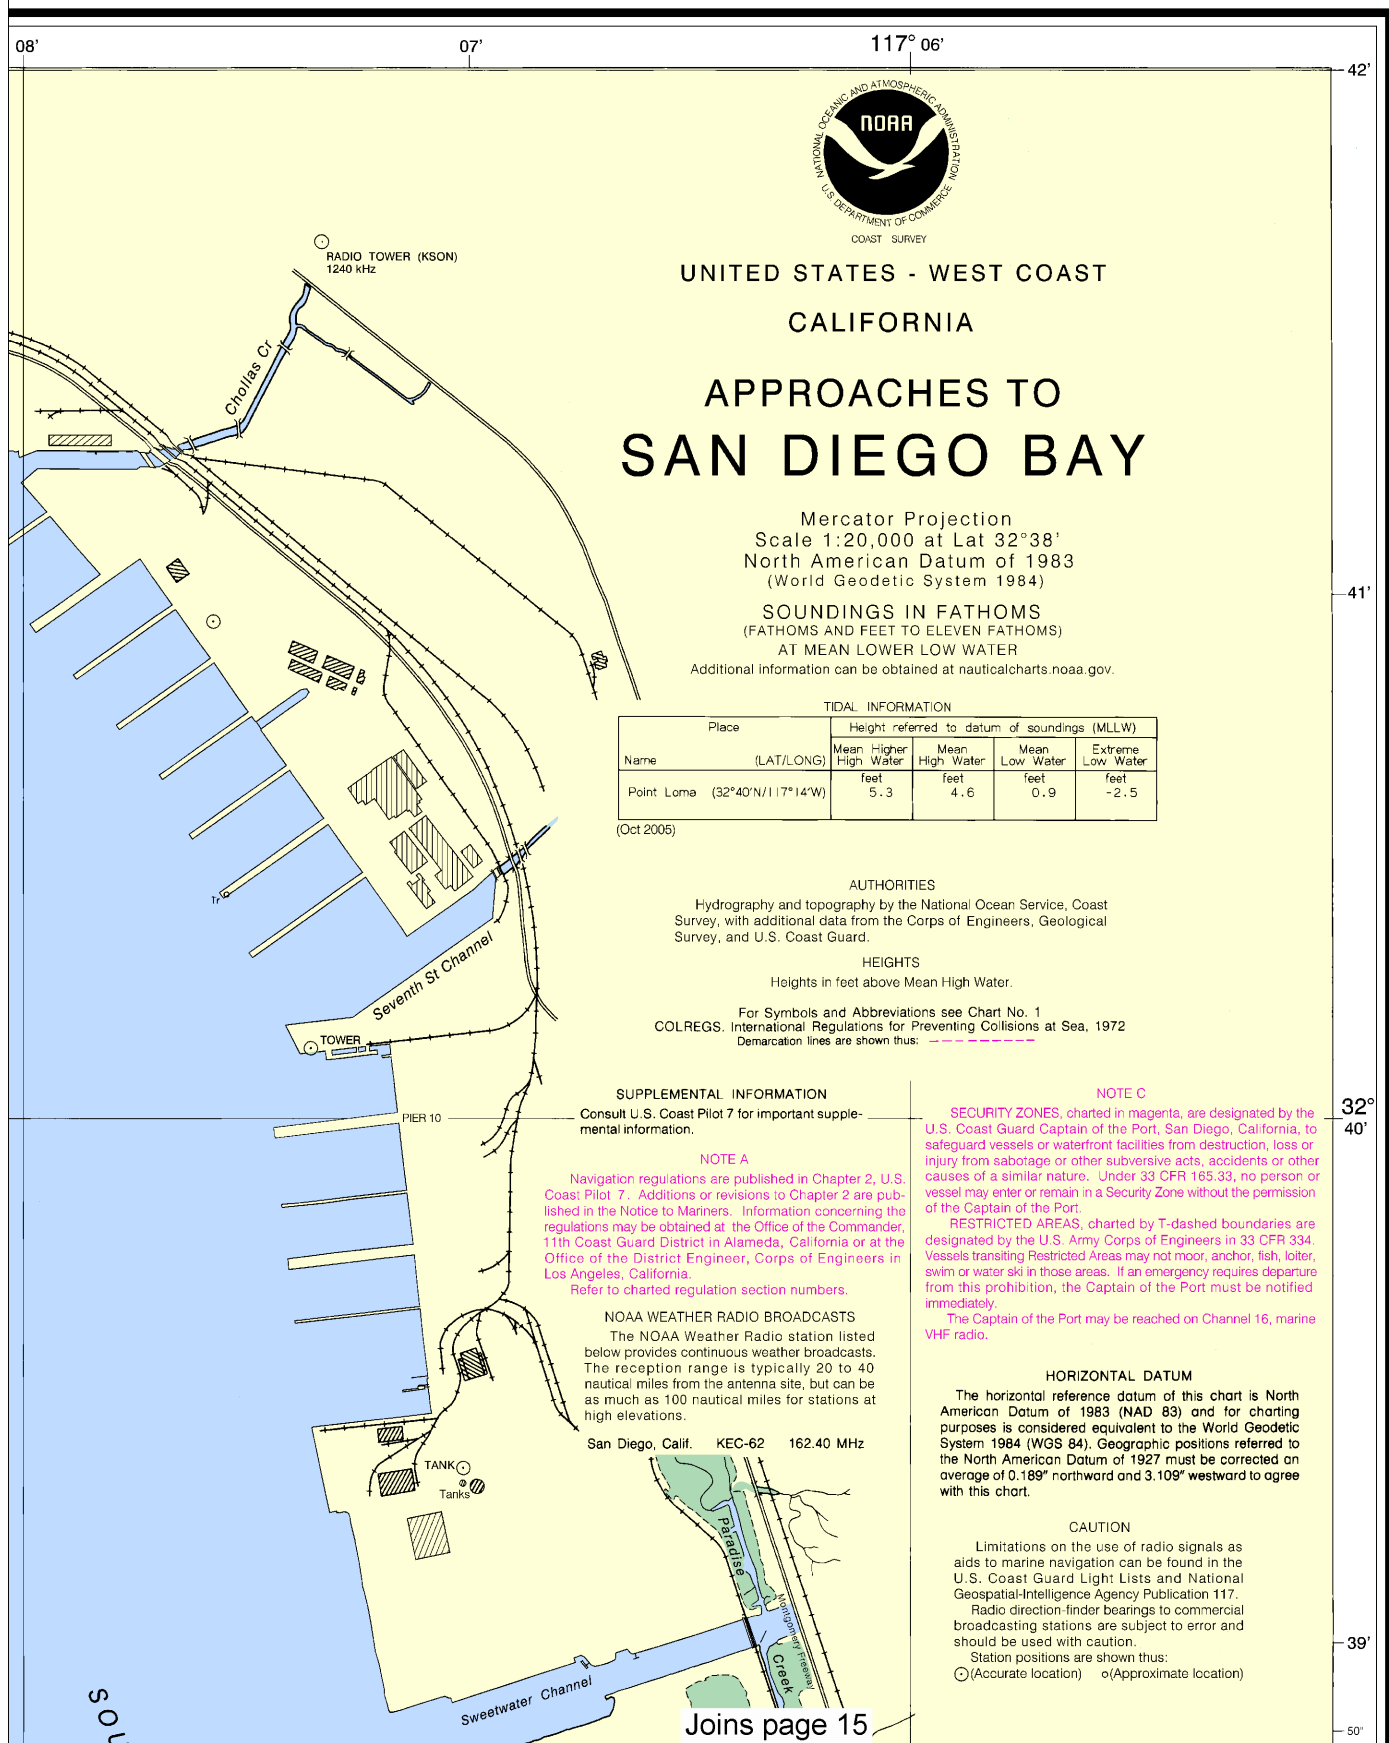 08'
07'
117° 06'
42'
NATIONAL OCEANIC AND ATMOSPHERIC ADMINISTRATION
NOAA
U.S. DEPARTMENT OF COMMERCE
COAST SURVEY
RADIO TOWER (KSON)
1240 kHz
UNITED STATES - WEST COAST
CALIFORNIA
Chollas Cr
APPROACHES TO
SAN DIEGO BAY
Mercator Projection
Scale 1:20,000 at Lat 32°38'
North American Datum of 1983
(World Geodetic System 1984)
41'
SOUNDINGS IN FATHOMS
(FATHOMS AND FEET TO ELEVEN FATHOMS)
AT MEAN LOWER LOW WATER
Additional information can be obtained at nauticalcharts.noaa.gov.
TIDAL INFORMATION
Place
Height referred to datum of soundings (MLLW)
Name (LAT/LONG)
Mean Higher High Water
Mean High Water
Mean Low Water
Extreme Low Water
feet feet feet feet
Point Loma (32°40'N/117°14'W) 5.3 4.6 0.9 -2.5
(Oct 2005)
Tr
AUTHORITIES
Hydrography and topography by the National Ocean Service, Coast
Survey, with additional data from the Corps of Engineers, Geological
Survey, and U.S. Coast Guard.
HEIGHTS
Heights in feet above Mean High Water.
Seventh St Channel
For Symbols and Abbreviations see Chart No. 1
COLREGS. International Regulations for Preventing Collisions at Sea, 1972
Demarcation lines are shown thus:
TOWER
PIER 10
32°
40'
SUPPLEMENTAL INFORMATION
Consult U.S. Coast Pilot 7 for important supple-
mental information.
NOTE A
Navigation regulations are published in Chapter 2, U.S.
Coast Pilot 7. Additions or revisions to Chapter 2 are pub-
lished in the Notice to Mariners. Information concerning the
regulations may be obtained at the Office of the Commander,
11th Coast Guard District in Alameda, California or at the
Office of the District Engineer, Corps of Engineers in
Los Angeles, California.
Refer to charted regulation section numbers.
NOTE C
SECURITY ZONES, charted in magenta, are designated by the
U.S. Coast Guard Captain of the Port, San Diego, California, to
safeguard vessels or waterfront facilities from destruction, loss or
injury from sabotage or other subversive acts, accidents or other
causes of a similar nature. Under 33 CFR 165.33, no person or
vessel may enter or remain in a Security Zone without the permission
of the Captain of the Port.
RESTRICTED AREAS, charted by T-dashed boundaries are
designated by the U.S. Army Corps of Engineers in 33 CFR 334.
Vessels transiting Restricted Areas may not moor, anchor, fish, loiter,
swim or water ski in those areas. If an emergency requires departure
from this prohibition, the Captain of the Port must be notified
immediately.
The Captain of the Port may be reached on Channel 16, marine
VHF radio.
NOAA WEATHER RADIO BROADCASTS
The NOAA Weather Radio station listed
below provides continuous weather broadcasts.
The reception range is typically 20 to 40
nautical miles from the antenna site, but can be
as much as 100 nautical miles for stations at
high elevations.
San Diego, Calif. KEC-62 162.40 MHz
HORIZONTAL DATUM
The horizontal reference datum of this chart is North
American Datum of 1983 (NAD 83) and for charting
purposes is considered equivalent to the World Geodetic
System 1984 (WGS 84). Geographic positions referred to
the North American Datum of 1927 must be corrected an
average of 0.189" northward and 3.109" westward to agree
with this chart.
TANK
Tanks
Paradise
Creek
Montgomery Freeway
CAUTION
Limitations on the use of radio signals as
aids to marine navigation can be found in the
U.S. Coast Guard Light Lists and National
Geospatial-Intelligence Agency Publication 117.
Radio direction-finder bearings to commercial
broadcasting stations are subject to error and
should be used with caution.
Station positions are shown thus:
(Accurate location) o(Approximate location)
39'
Sweetwater Channel
SOU
Joins page 15
50"